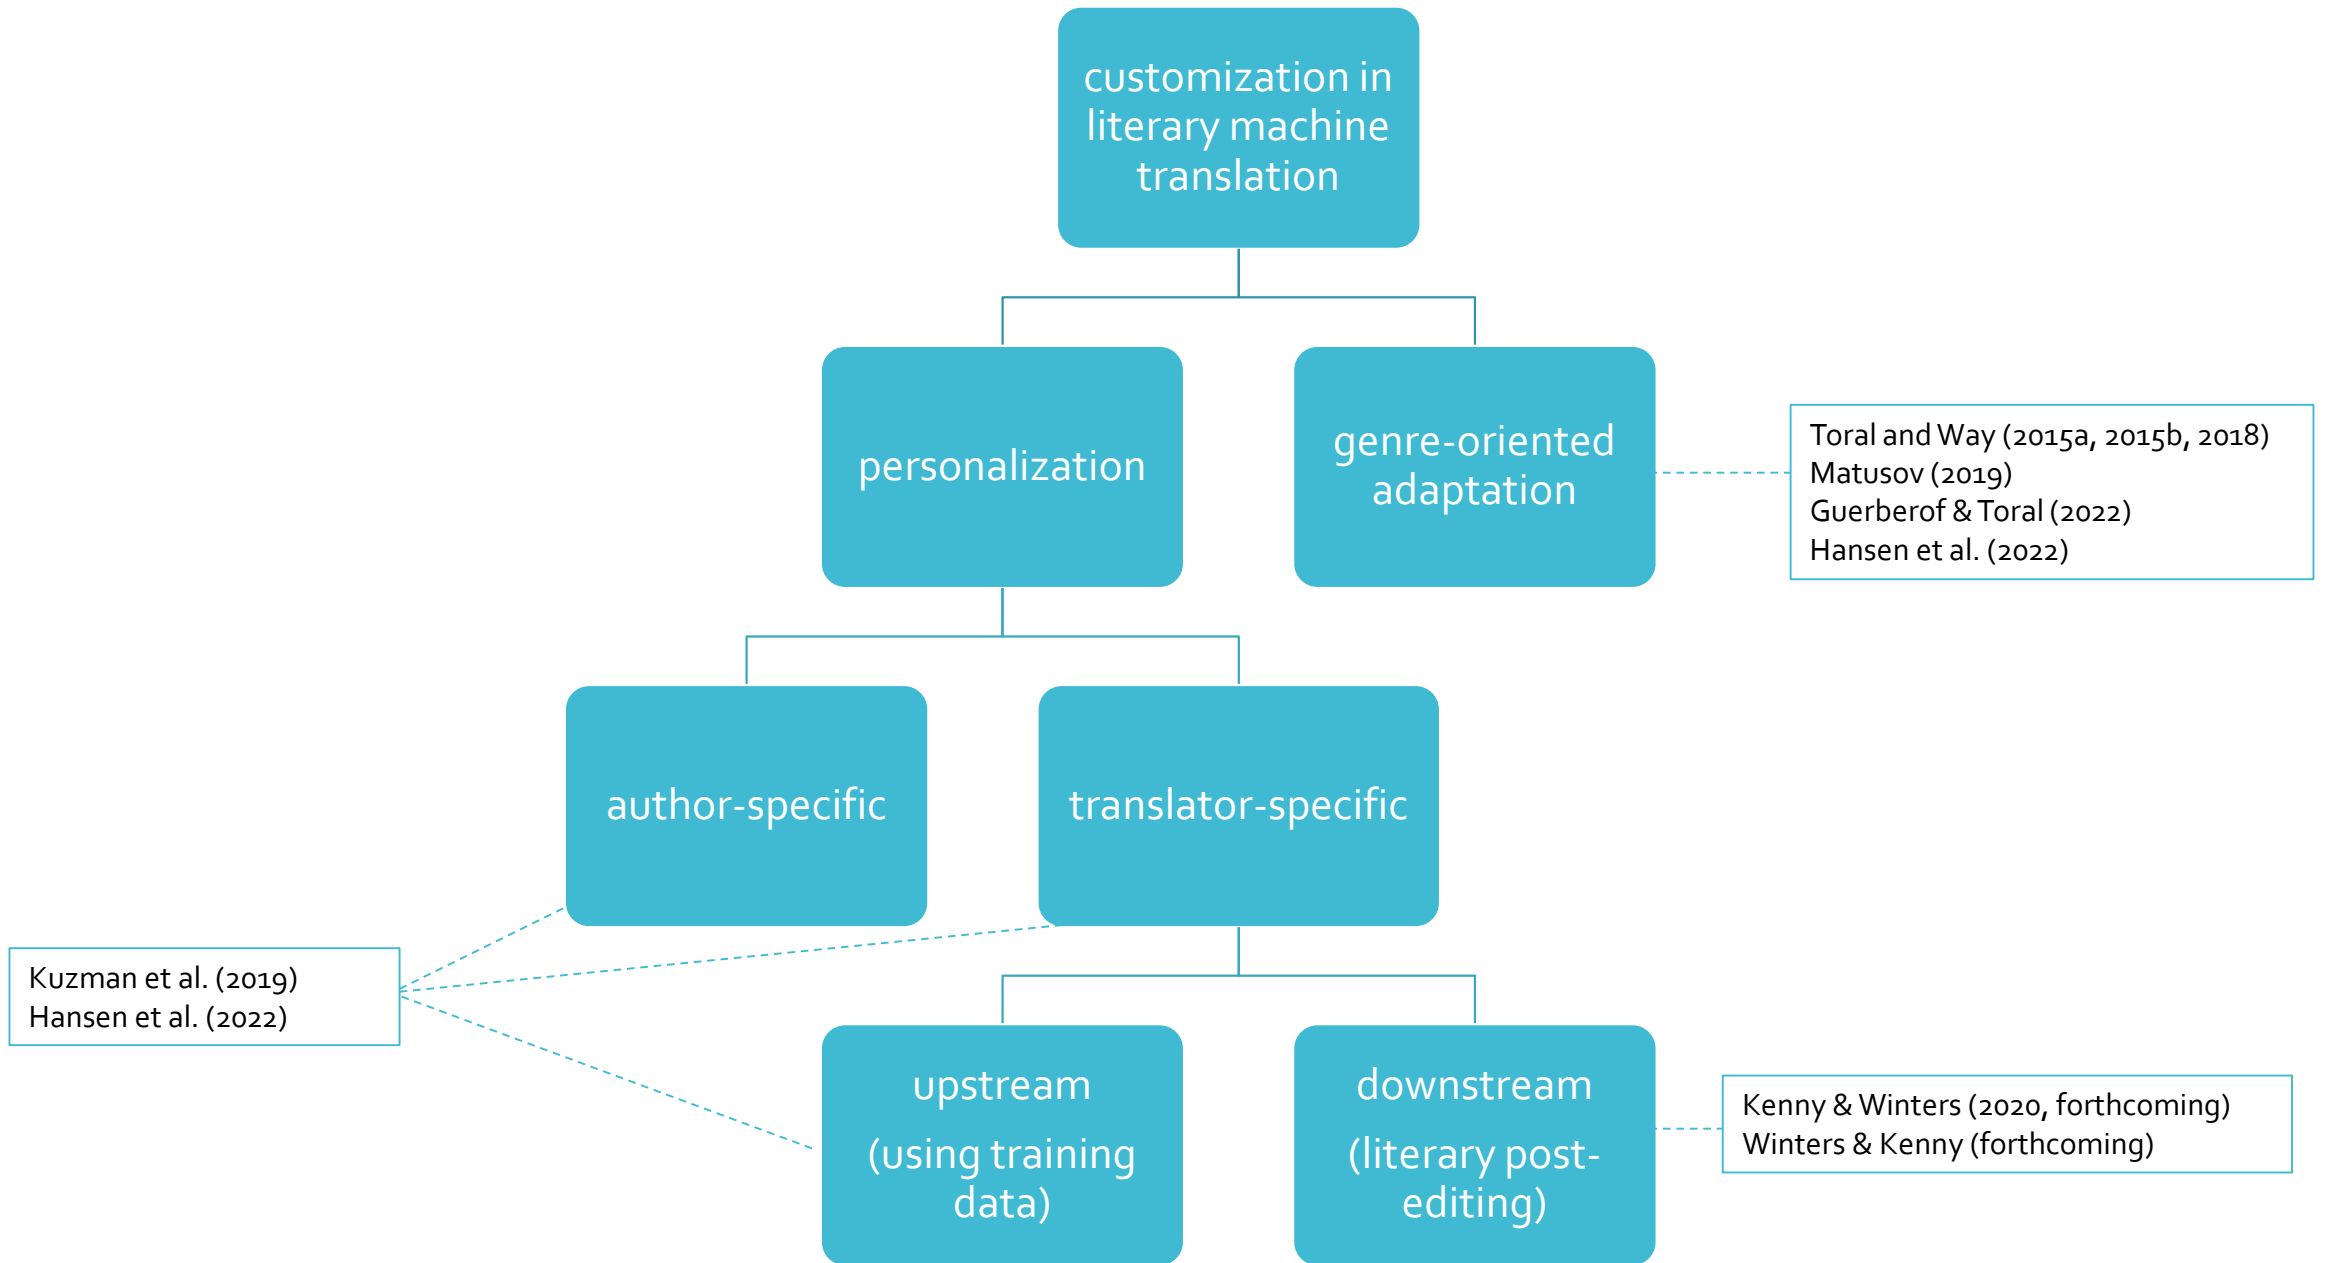 customization in
literary machine
translation
personalization
genre-oriented
adaptation
Toral and Way (2015a, 2015b, 2018)
Matusov (2019)
Guerberof & Toral (2022)
Hansen et al. (2022)
author-specific
translator-specific
Kuzman et al. (2019)
Hansen et al. (2022)
upstream
(using training
data)
downstream
(literary post-
editing)
Kenny & Winters (2020, forthcoming)
Winters & Kenny (forthcoming)